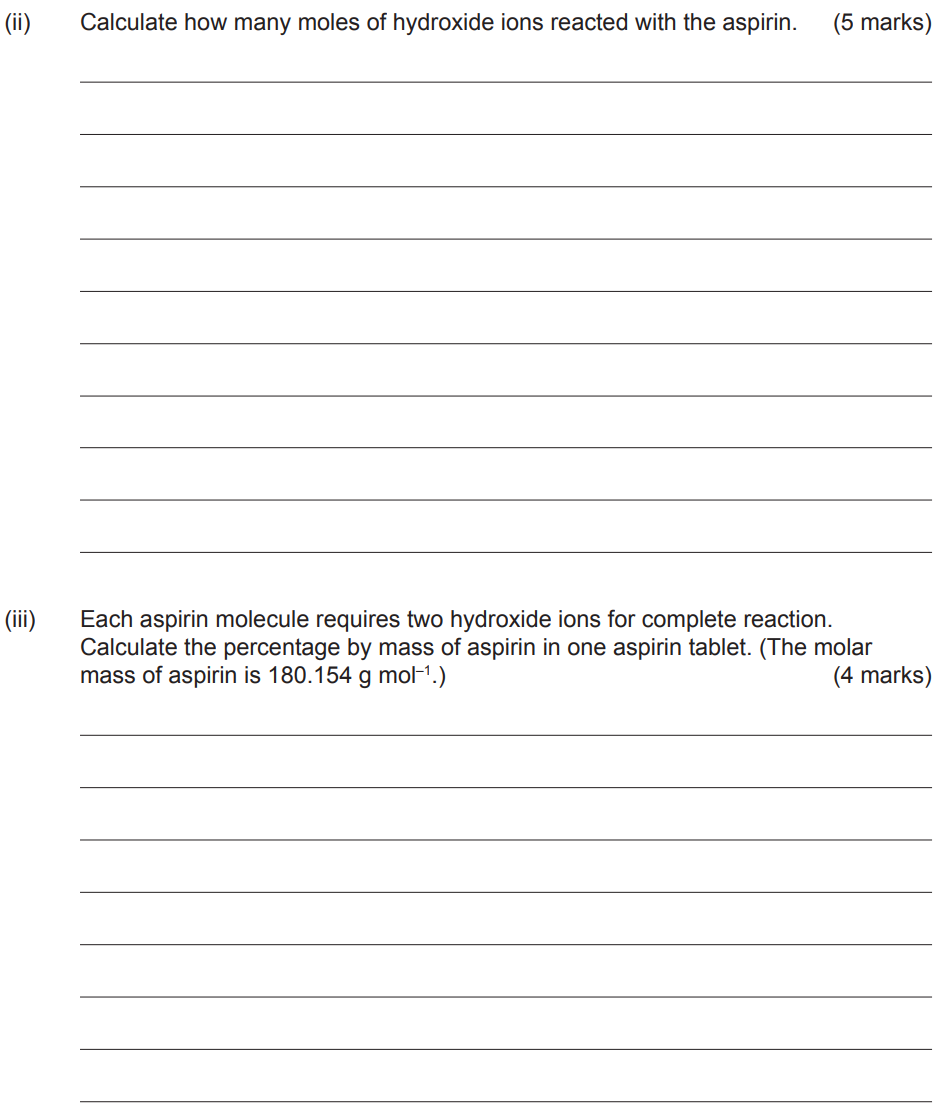 (ii) Calculate how many moles of hydroxide ions reacted with the aspirin. (5 marks)
(iii) Each aspirin molecule requires two hydroxide ions for complete reaction.
Calculate the percentage by mass of aspirin in one aspirin tablet. (The molar
mass of aspirin is 180.154 g mol⁻¹.) (4 marks)